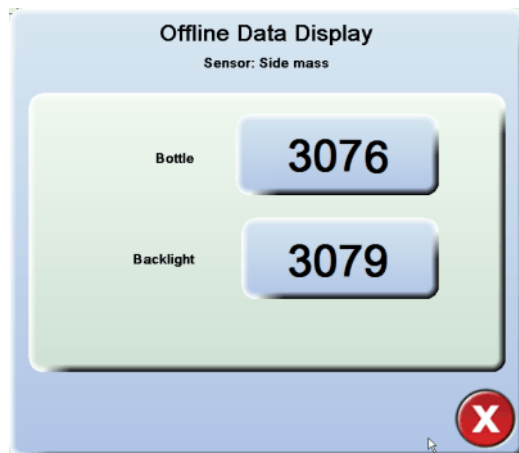 Offline Data Display
Sensor: Side mass
Bottle 3076
Backlight 3079
X